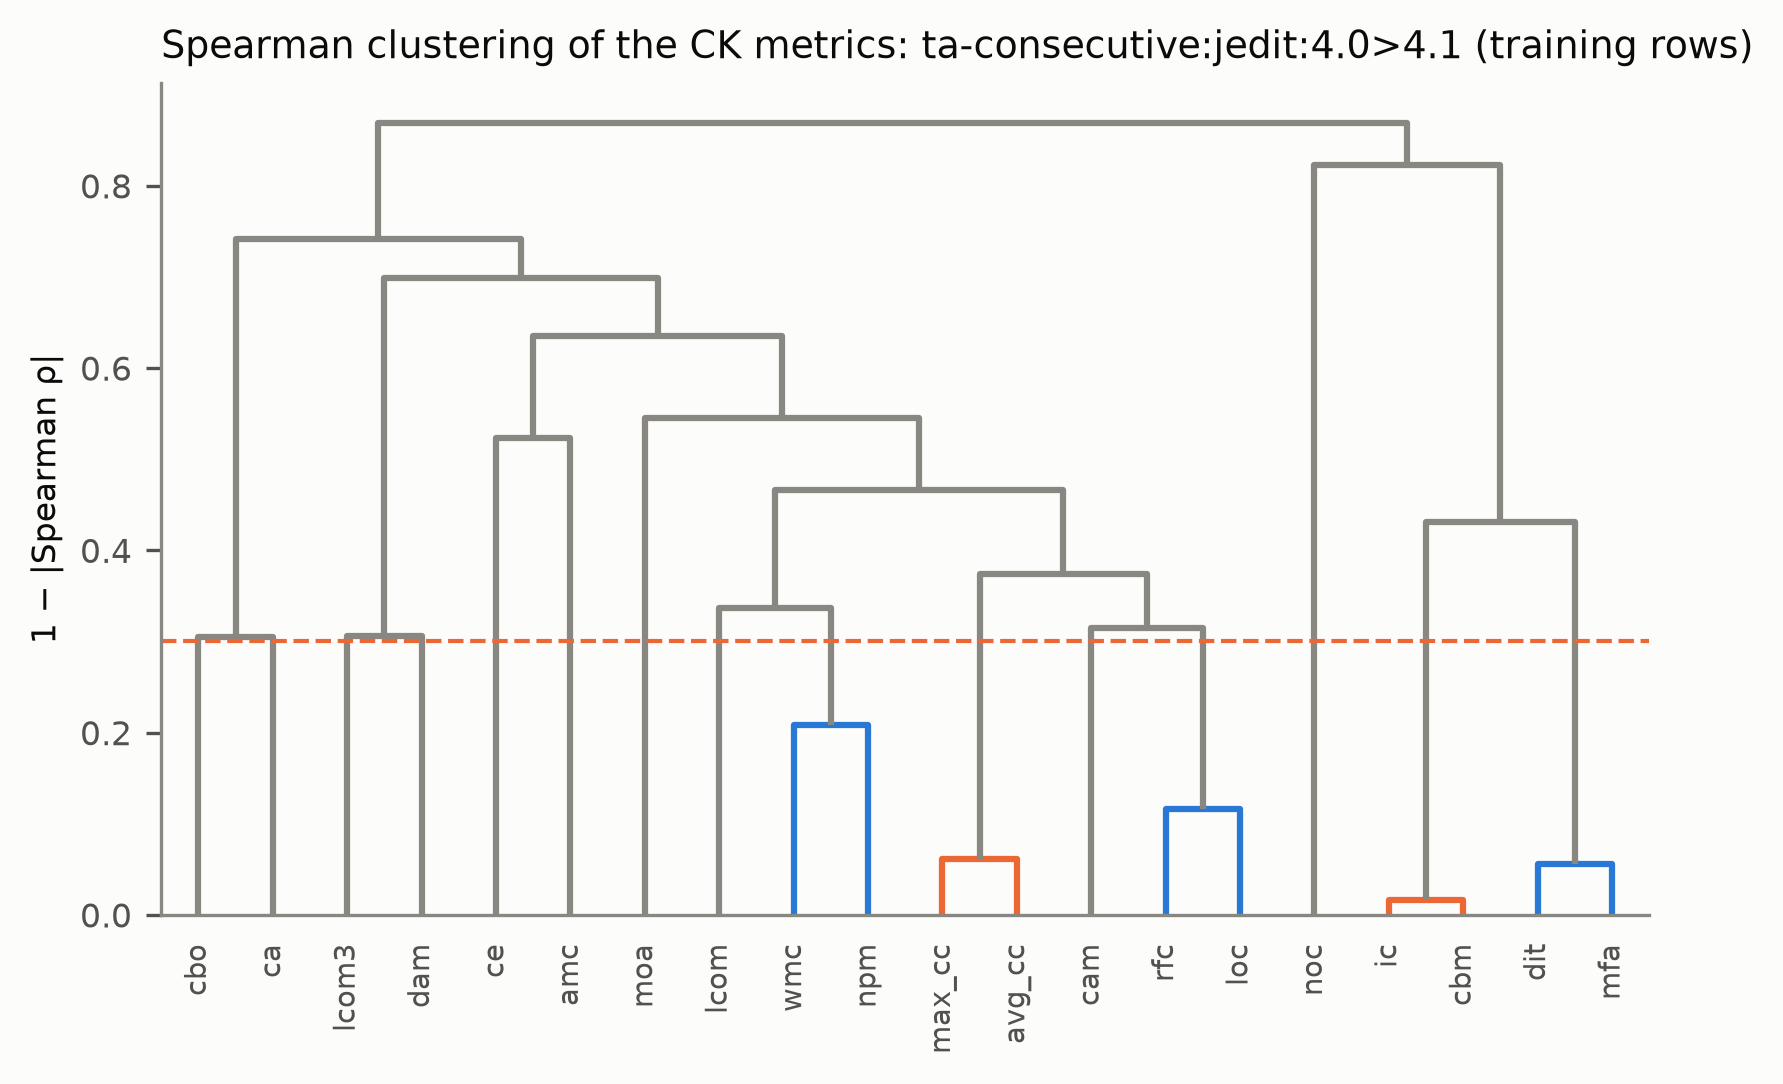 Spearman clustering of the CK metrics: ta-consecutive:jedit:4.0>4.1 (training rows)
1 − |Spearman ρ|
0.8
0.6
0.4
0.2
0.0
cbo
ca
lcom3
dam
ce
amc
moa
lcom
wmc
npm
max_cc
avg_cc
cam
rfc
loc
noc
ic
cbm
dit
mfa